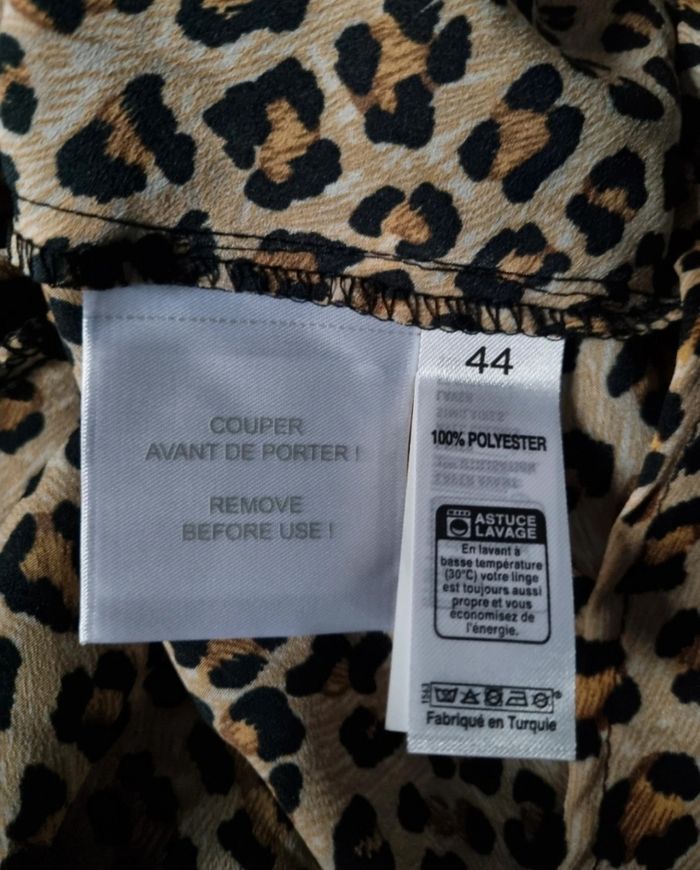 COUPER
AVANT DE PORTER !
REMOVE
BEFORE USE !
44
100% POLYESTER
ASTUCE
LAVAGE
En lavant à
basse température
(30°C) votre linge
est toujours aussi
propre et vous
économisez de
l'énergie.
1563
Fabriqué en Turquie